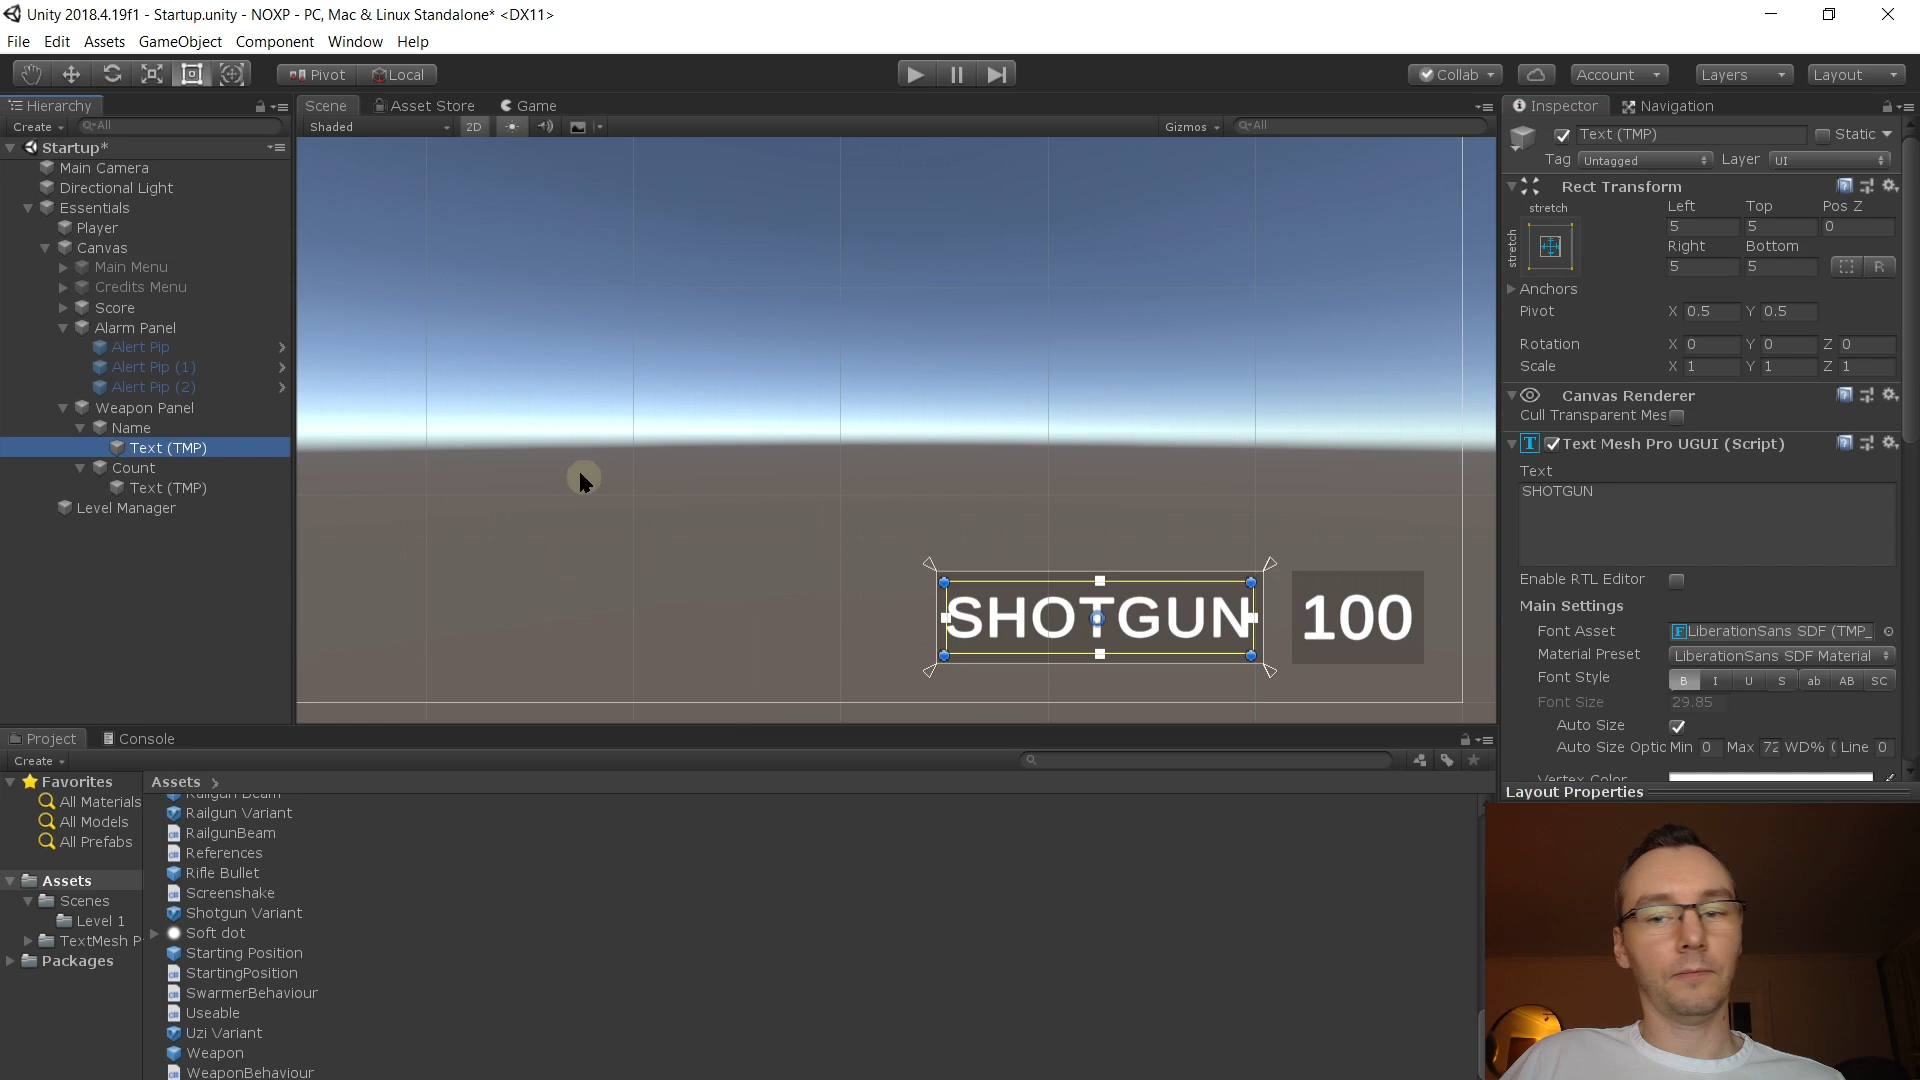 Unity 2018.4.19f1 - Startup.unity - NOXP - PC, Mac & Linux Standalone* <DX11>
File Edit Assets GameObject Component Window Help
Pivot Local Collab Account Layers Layout
Hierarchy
Create All
Startup*
Main Camera
Directional Light
Essentials
Player
Canvas
Main Menu
Credits Menu
Score
Alarm Panel
Alert Pip
Alert Pip (1)
Alert Pip (2)
Weapon Panel
Name
Text (TMP)
Count
Text (TMP)
Level Manager
Scene Asset Store Game
Shaded 2D Gizmos All
SHOTGUN 100
Inspector Navigation
Text (TMP) Static
Tag Untagged Layer UI
Rect Transform
stretch Left Top Pos Z
5 5 0
stretch Right Bottom
5 5 R
Anchors
Pivot X 0.5 Y 0.5
Rotation X 0 Y 0 Z 0
Scale X 1 Y 1 Z 1
Canvas Renderer
Cull Transparent Mes
Text Mesh Pro UGUI (Script)
Text
SHOTGUN
Enable RTL Editor
Main Settings
Font Asset LiberationSans SDF (TMP_
Material Preset LiberationSans SDF Material
Font Style B I U S ab AB SC
Font Size 29.85
Auto Size
Auto Size Optic Min 0 Max 72 WD% ( Line 0
Vertex Color
Layout Properties
Project Console
Create
Favorites
All Materials
All Models
All Prefabs
Assets
Scenes
Level 1
TextMesh P
Packages
Assets
Railgun Beam
Railgun Variant
RailgunBeam
References
Rifle Bullet
Screenshake
Shotgun Variant
Soft dot
Starting Position
StartingPosition
SwarmerBehaviour
Useable
Uzi Variant
Weapon
WeaponBehaviour